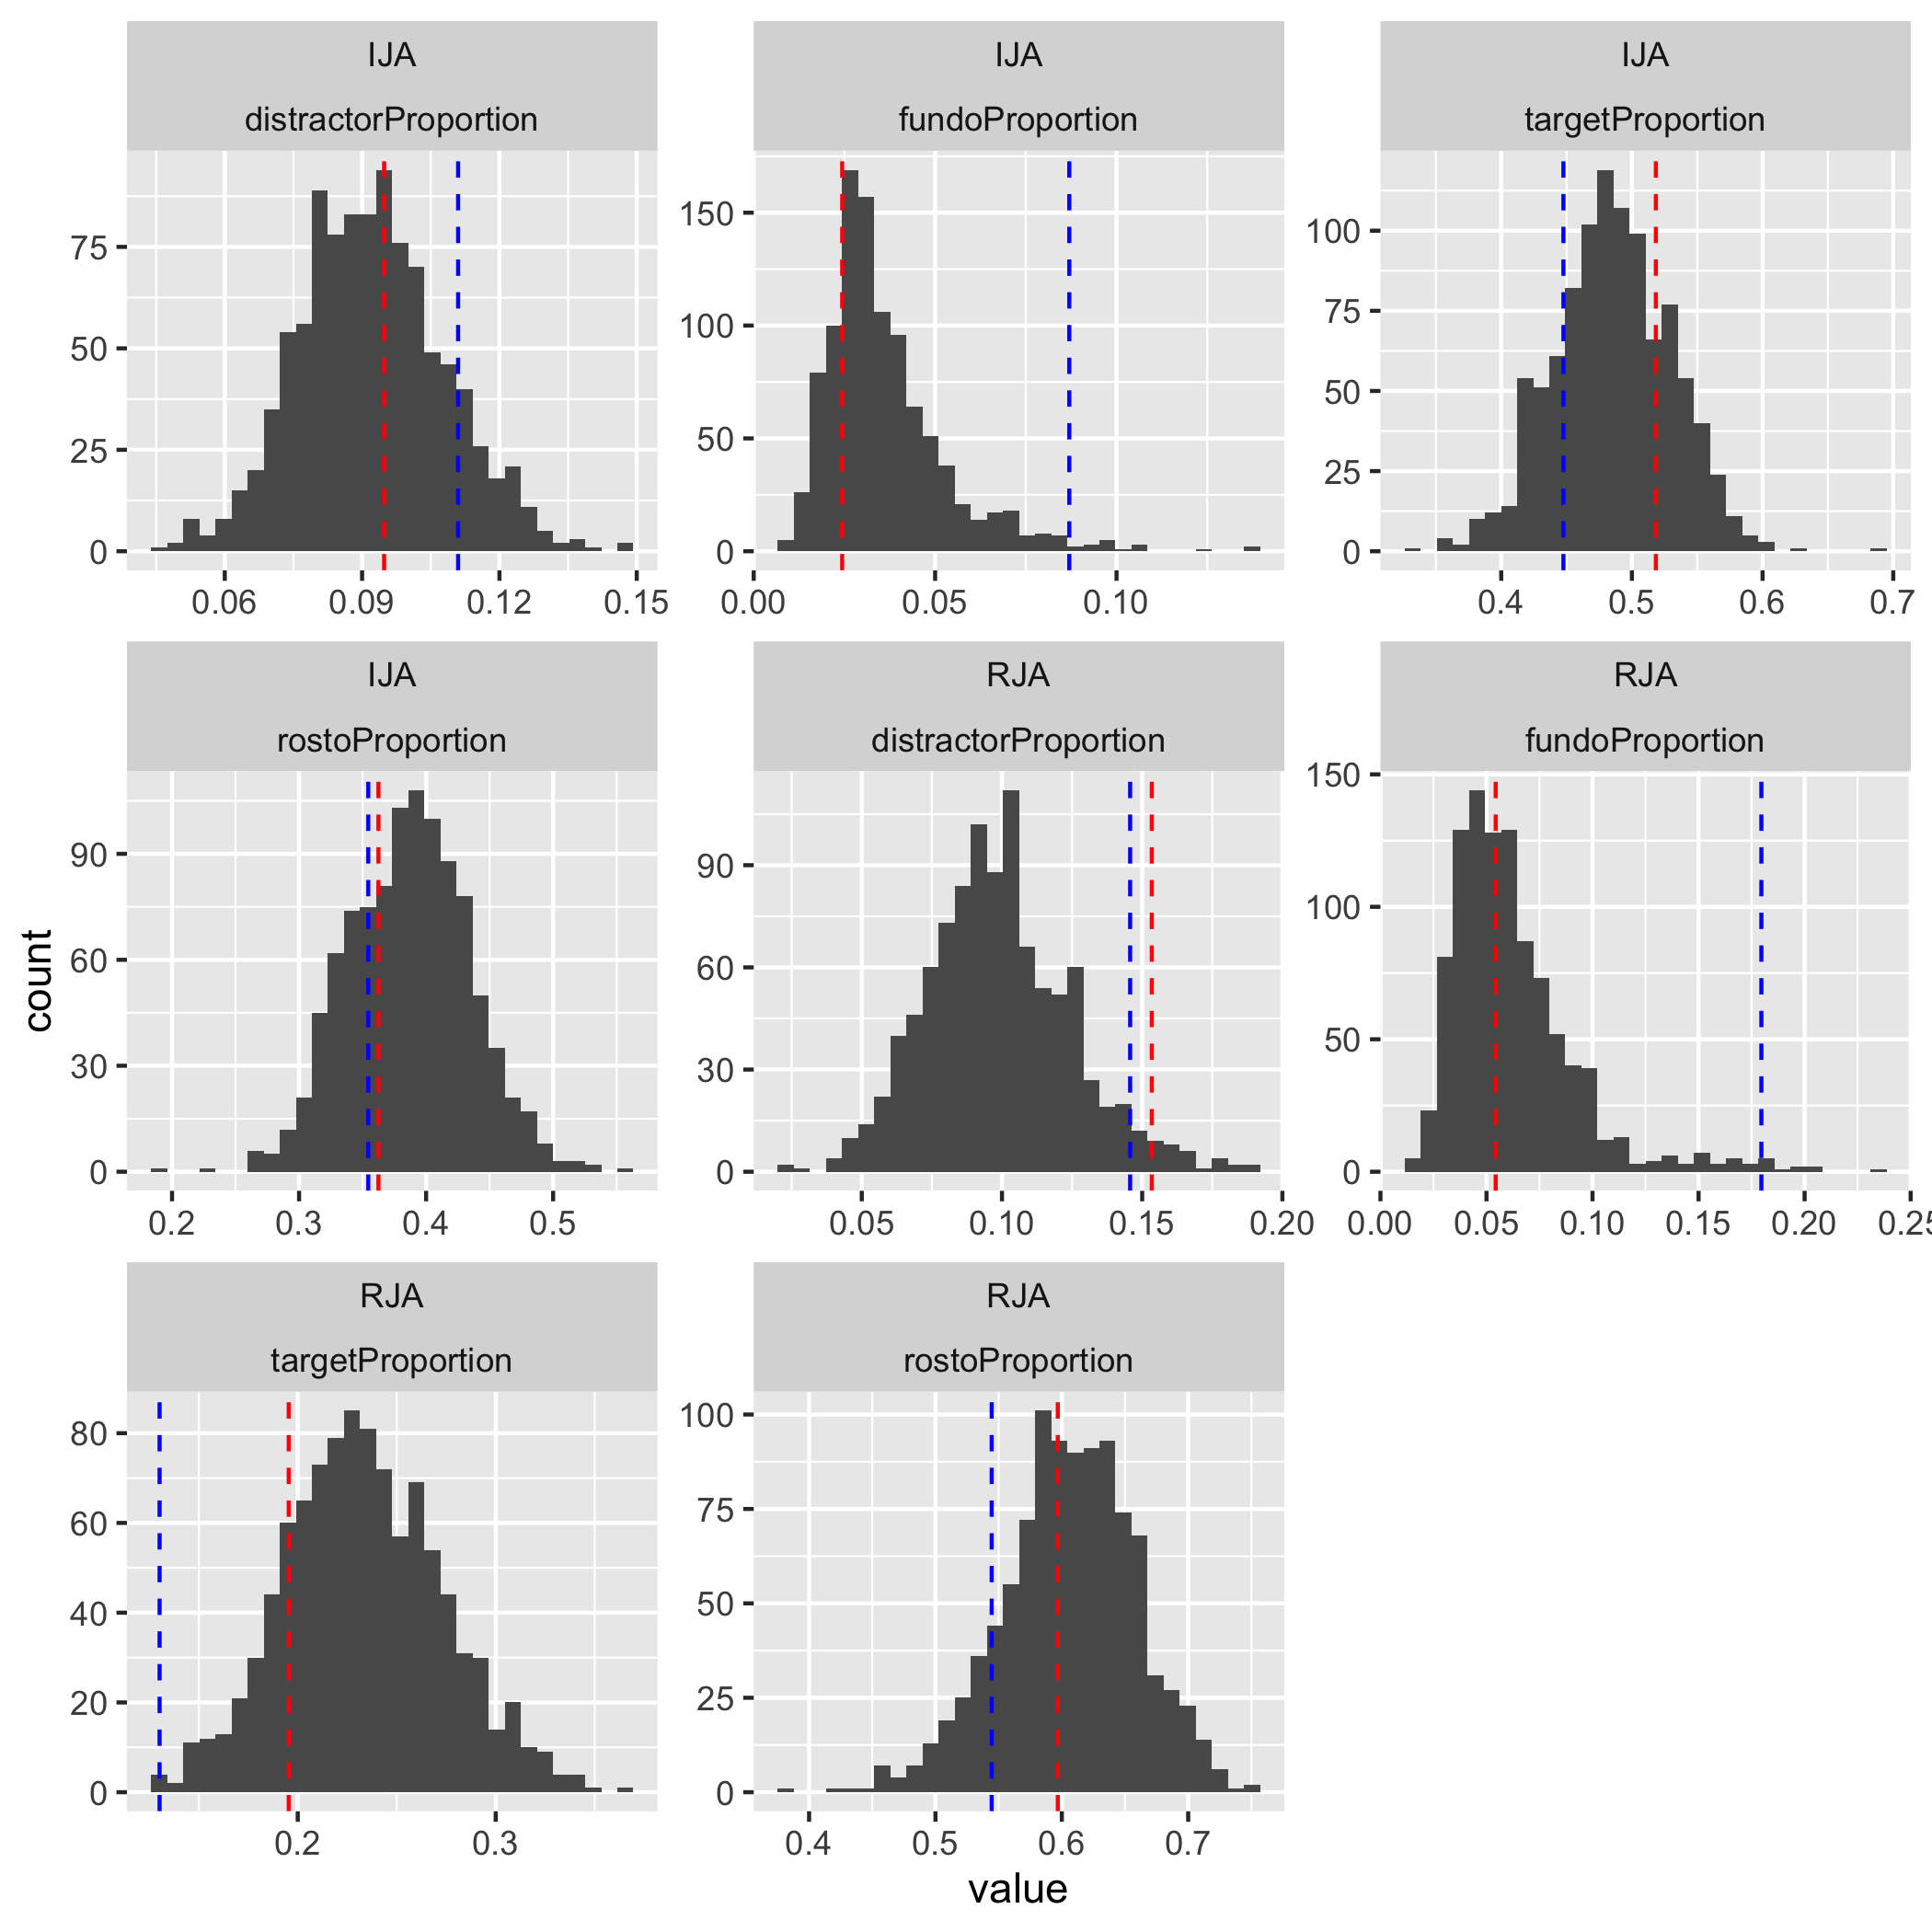 IJA
distractorProportion
IJA
fundoProportion
IJA
targetProportion
75
50
25
0
0.06 0.09 0.12 0.15
150
100
50
0
0.00 0.05 0.10
100
75
50
25
0
0.4 0.5 0.6 0.7
IJA
rostoProportion
RJA
distractorProportion
RJA
fundoProportion
count
90
60
30
0
0.2 0.3 0.4 0.5
90
60
30
0
0.05 0.10 0.15 0.20
150
100
50
0
0.00 0.05 0.10 0.15 0.20 0.25
RJA
targetProportion
RJA
rostoProportion
80
60
40
20
0
0.2 0.3
100
75
50
25
0
0.4 0.5 0.6 0.7
value